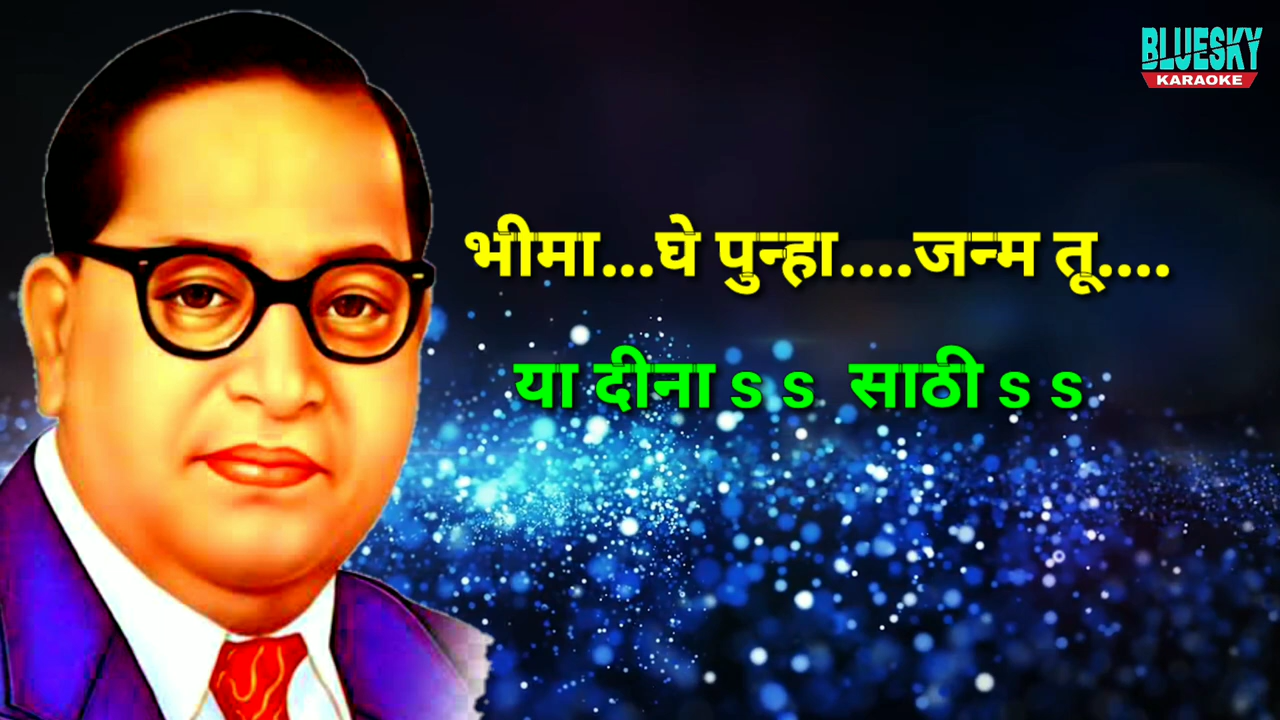 BLUESKY
KARAOKE
भीमा...घे पुन्हा....जन्म तू....
या दीना s s साठी s s